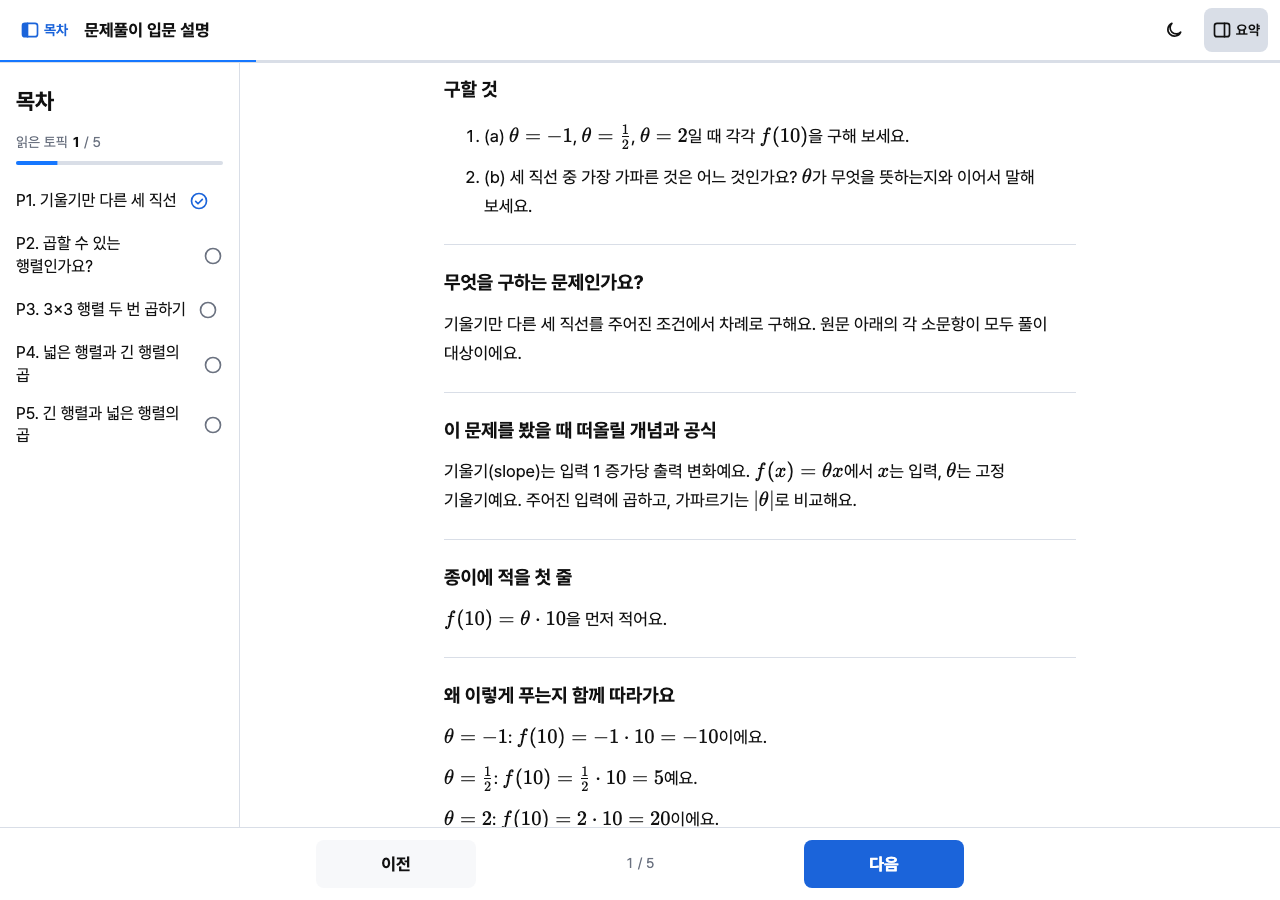 목차 문제풀이 입문 설명 요약
목차
읽은 토픽 1 / 5
P1. 기울기만 다른 세 직선
P2. 곱할 수 있는
행렬인가요?
P3. 3×3 행렬 두 번 곱하기
P4. 넓은 행렬과 긴 행렬의
곱
P5. 긴 행렬과 넓은 행렬의
곱
구할 것
1. (a) θ = −1, θ = 1/2, θ = 2일 때 각각 f(10)을 구해 보세요.
2. (b) 세 직선 중 가장 가파른 것은 어느 것인가요? θ가 무엇을 뜻하는지와 이어서 말해
보세요.
무엇을 구하는 문제인가요?
기울기만 다른 세 직선를 주어진 조건에서 차례로 구해요. 원문 아래의 각 소문항이 모두 풀이
대상이에요.
이 문제를 봤을 때 떠올릴 개념과 공식
기울기(slope)는 입력 1 증가당 출력 변화예요. f(x) = θx에서 x는 입력, θ는 고정
기울기예요. 주어진 입력에 곱하고, 가파르기는 |θ|로 비교해요.
종이에 적을 첫 줄
f(10) = θ · 10을 먼저 적어요.
왜 이렇게 푸는지 함께 따라가요
θ = −1: f(10) = −1 · 10 = −10이에요.
θ = 1/2: f(10) = 1/2 · 10 = 5예요.
θ = 2: f(10) = 2 · 10 = 20이에요.
이전 1 / 5 다음